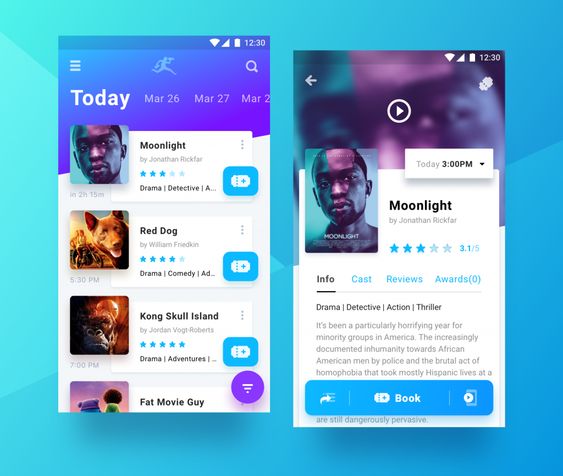 12:30
Today Mar 26 Mar 27 Mar 2
Moonlight
by Jonathan Rickfar
Drama | Detective | A...
in 2h 15m
Red Dog
by William Friedkin
Drama | Comedy | Ad...
5:30 PM
Kong Skull Island
by Jordan Vogt-Roberts
Drama | Adventures | ...
7:00 PM
Fat Movie Guy
12:30
Today 3:00PM
MOONLIGHT
Moonlight
by Jonathan Rickfar
3.1/5
Info Cast Reviews Awards(0)
Drama | Detective | Action | Thriller
It's been a particularly horrifying year for
minority groups in America. The increasingly
documented inhumanity towards African
American men by police and the brutal act of
homophobia that took mostly Hispanic lives at a
Book
are still dangerously pervasive.